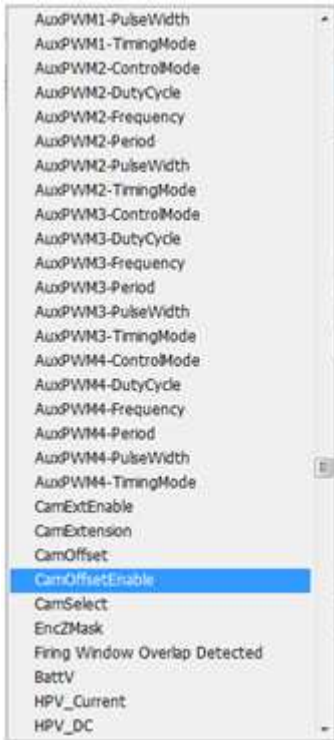 AuxPWM1-PulseWidth
AuxPWM1-TimingMode
AuxPWM2-ControlMode
AuxPWM2-DutyCycle
AuxPWM2-Frequency
AuxPWM2-Period
AuxPWM2-PulseWidth
AuxPWM2-TimingMode
AuxPWM3-ControlMode
AuxPWM3-DutyCycle
AuxPWM3-Frequency
AuxPWM3-Period
AuxPWM3-PulseWidth
AuxPWM3-TimingMode
AuxPWM4-ControlMode
AuxPWM4-DutyCycle
AuxPWM4-Frequency
AuxPWM4-Period
AuxPWM4-PulseWidth
AuxPWM4-TimingMode
CamExtEnable
CamExtension
CamOffset
CamOffsetEnable
CamSelect
EncZMask
Firing Window Overlap Detected
BattV
HPV_Current
HPV_DC